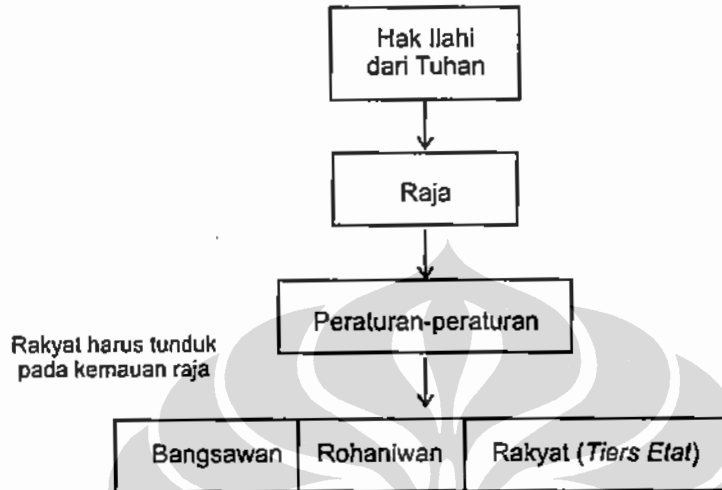 Hak Ilahi
dari Tuhan
Raja
Peraturan-peraturan
Rakyat harus tunduk
pada kemauan raja
Bangsawan
Rohaniwan
Rakyat (Tiers Etat)